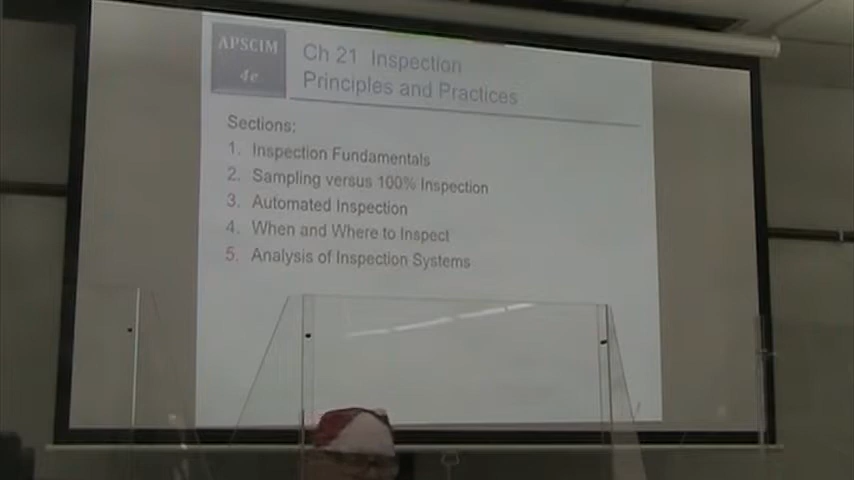 APSCIM
4e
Ch 21 Inspection
Principles and Practices
Sections:
1. Inspection Fundamentals
2. Sampling versus 100% Inspection
3. Automated Inspection
4. When and Where to Inspect
5. Analysis of Inspection Systems